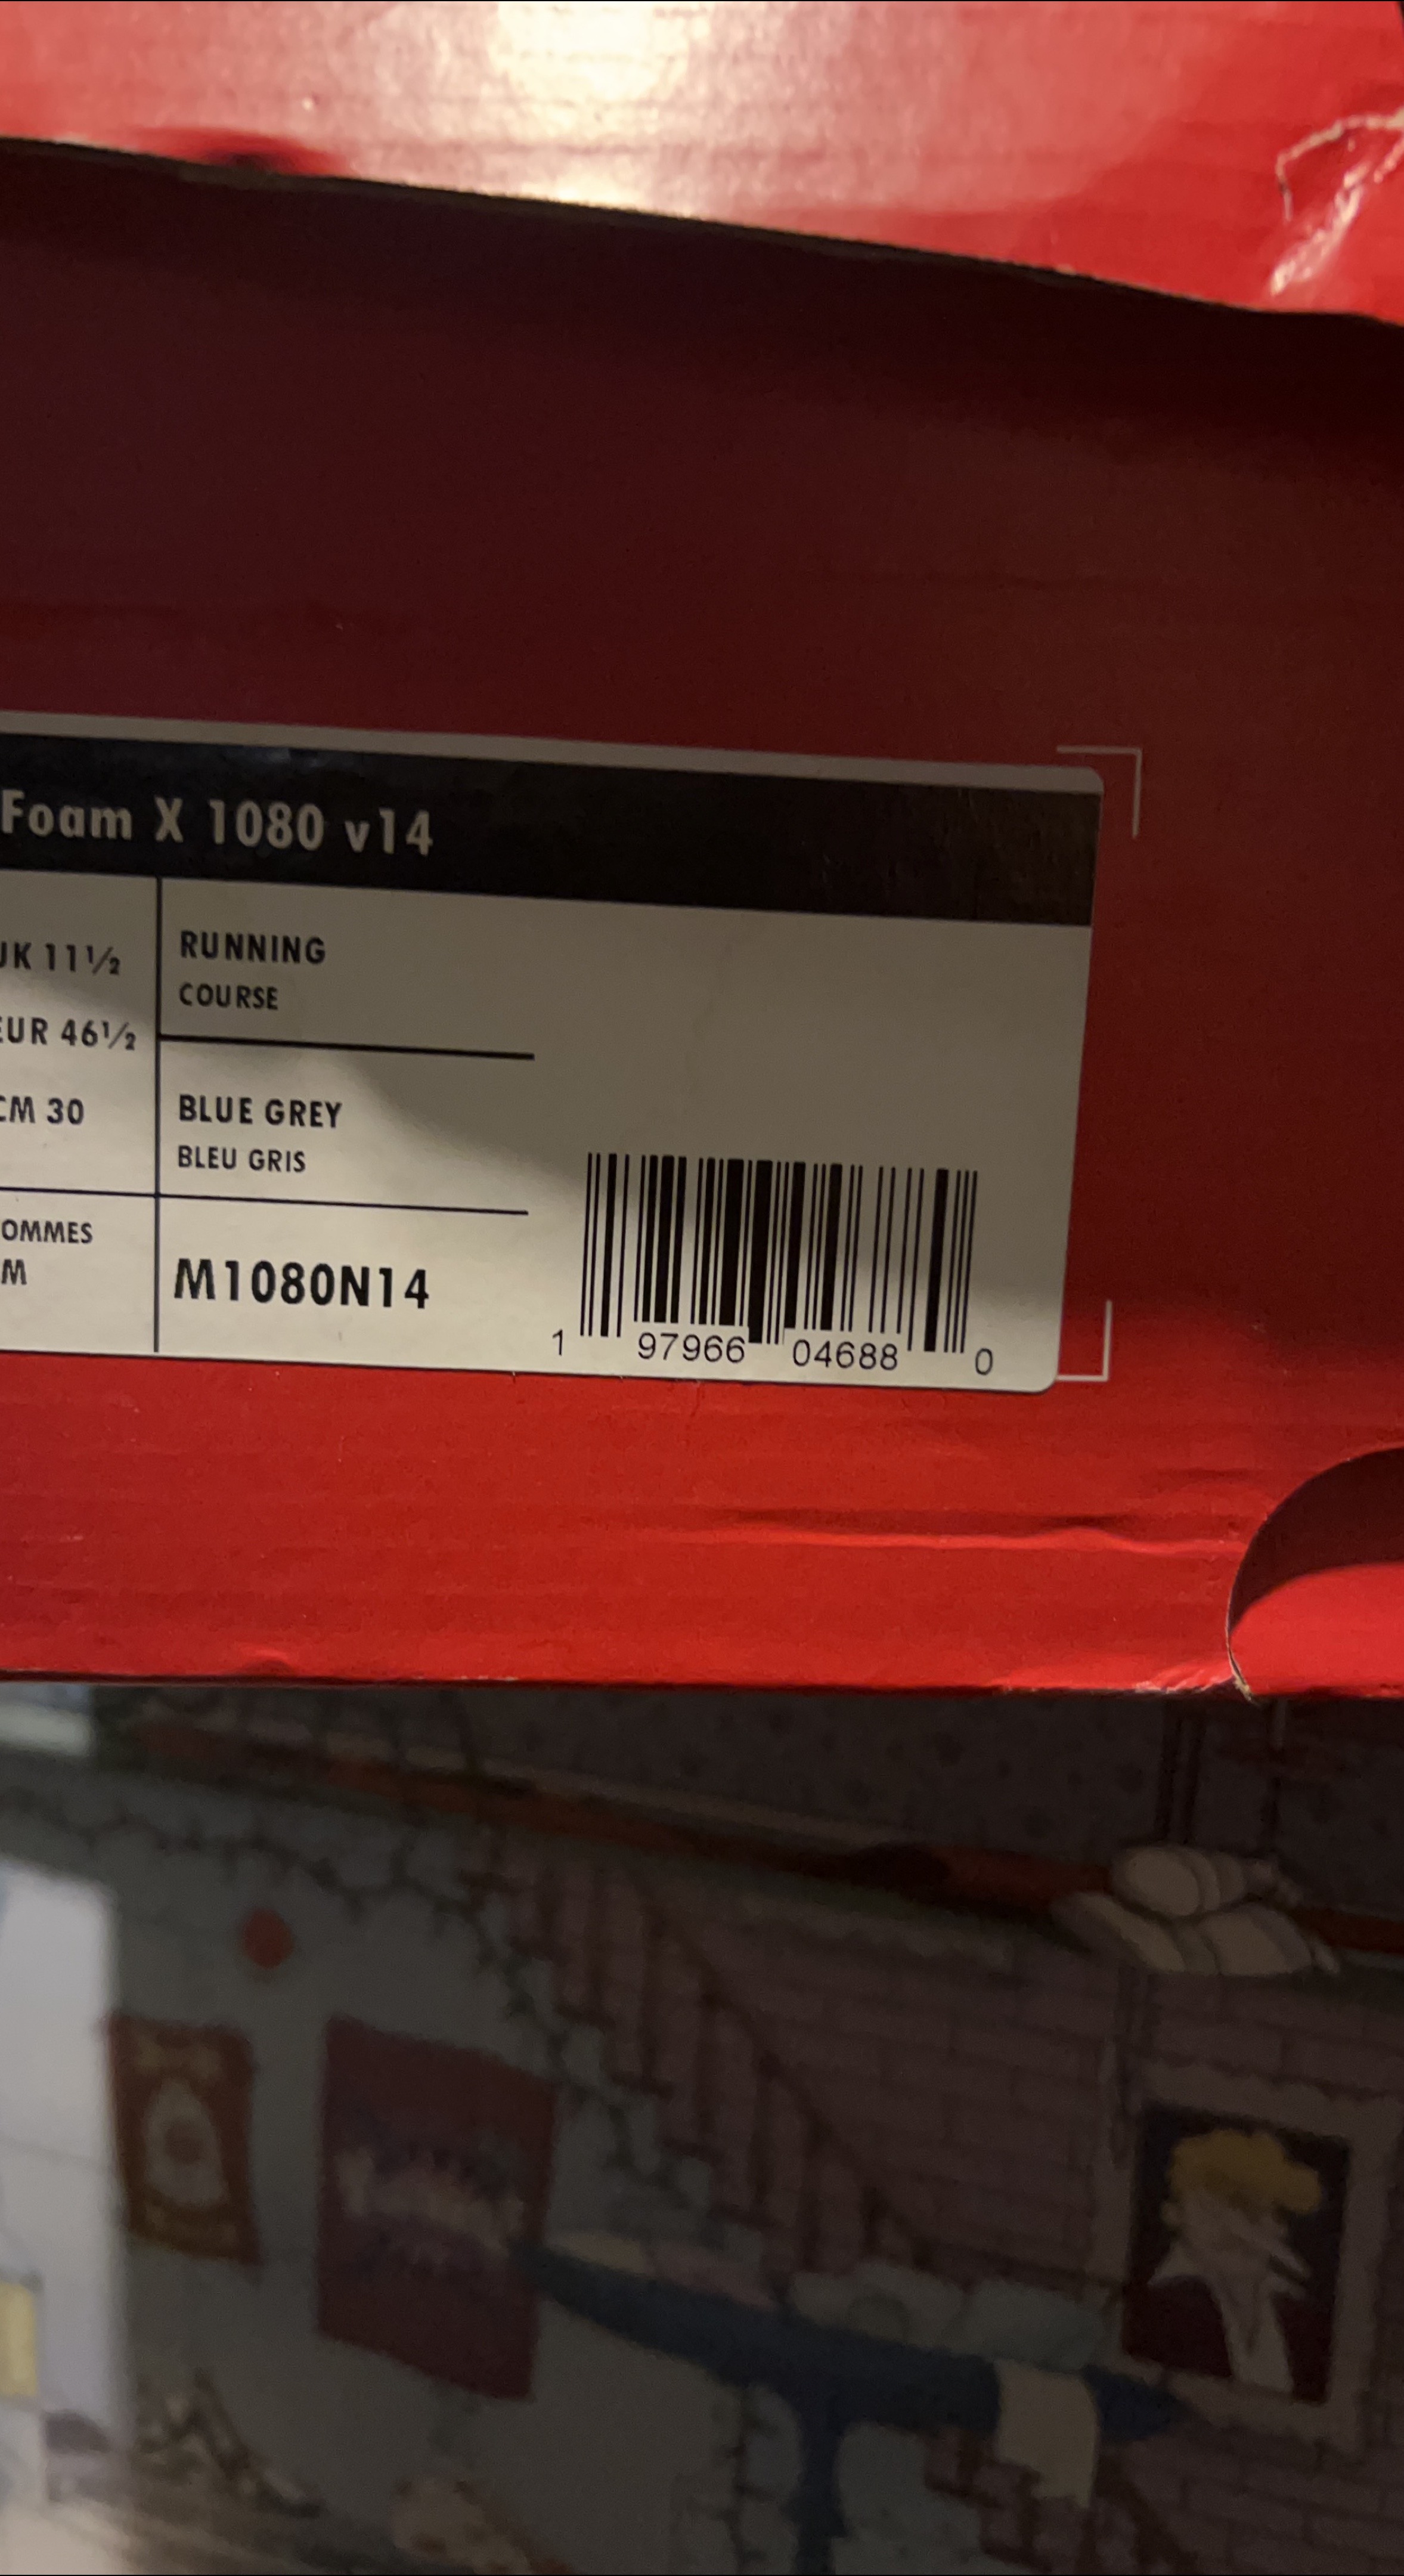 Foam X 1080 v14
UK 11½
EUR 46½
CM 30
OMMES
M
RUNNING
COURSE
BLUE GREY
BLEU GRIS
M1080N14
1 97966 04688 0